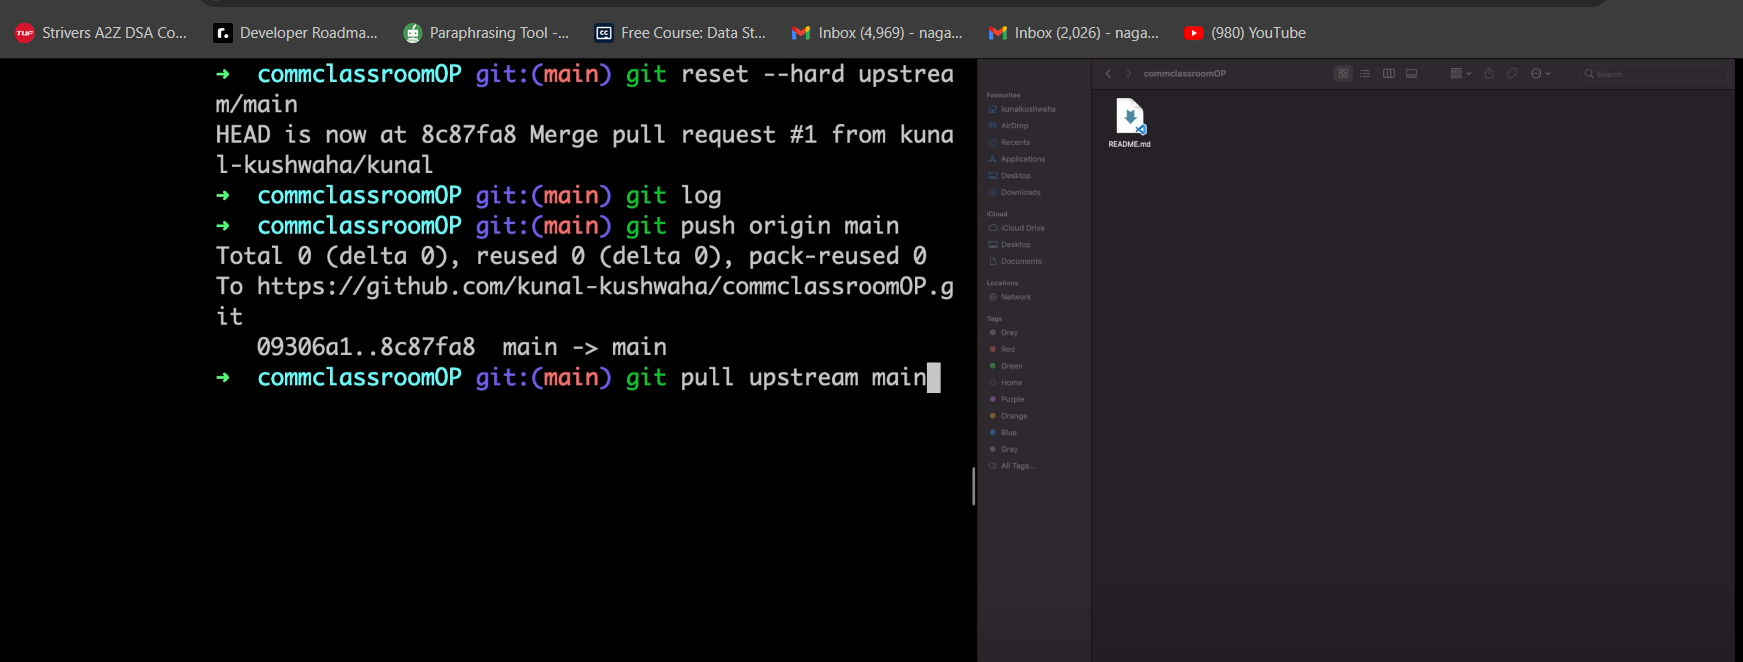 Strivers A2Z DSA Co...
Developer Roadma...
Paraphrasing Tool -...
Free Course: Data St...
Inbox (4,969) - naga...
Inbox (2,026) - naga...
(980) YouTube
➜ commclassroomOP git:(main) git reset --hard upstrea
m/main
HEAD is now at 8c87fa8 Merge pull request #1 from kuna
l-kushwaha/kunal
➜ commclassroomOP git:(main) git log
➜ commclassroomOP git:(main) git push origin main
Total 0 (delta 0), reused 0 (delta 0), pack-reused 0
To https://github.com/kunal-kushwaha/commclassroomOP.g
it
09306a1..8c87fa8 main -> main
➜ commclassroomOP git:(main) git pull upstream main
commclassroomOP
Search
Favourites
kunalkushwaha
AirDrop
Recents
Applications
Desktop
Downloads
iCloud
iCloud Drive
Desktop
Documents
Locations
Network
Tags
Grey
Red
Green
Home
Purple
Orange
Blue
Gray
All Tags...
README.md